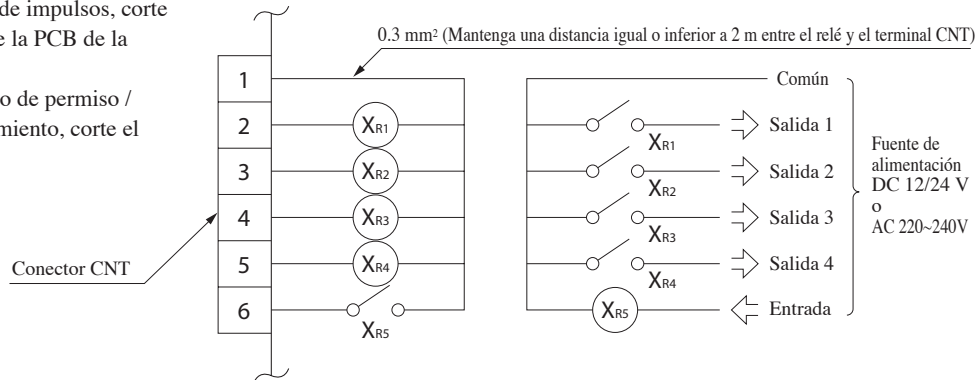 de impulsos, corte
e la PCB de la
o de permiso /
miento, corte el
0.3 mm² (Mantenga una distancia igual o inferior a 2 m entre el relé y el terminal CNT)
1
2 XR1
3 XR2
4 XR3
5 XR4
6 XR5
Conector CNT
Común
XR1 Salida 1
XR2 Salida 2
XR3 Salida 3
XR4 Salida 4
XR5 Entrada
Fuente de
alimentación
DC 12/24 V
o
AC 220~240V